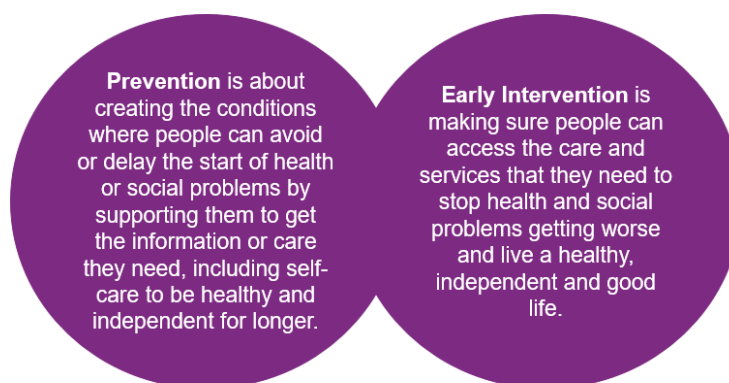 Prevention is about
creating the conditions
where people can avoid
or delay the start of health
or social problems by
supporting them to get
the information or care
they need, including self-
care to be healthy and
independent for longer.
Early Intervention is
making sure people can
access the care and
services that they need to
stop health and social
problems getting worse
and live a healthy,
independent and good
life.